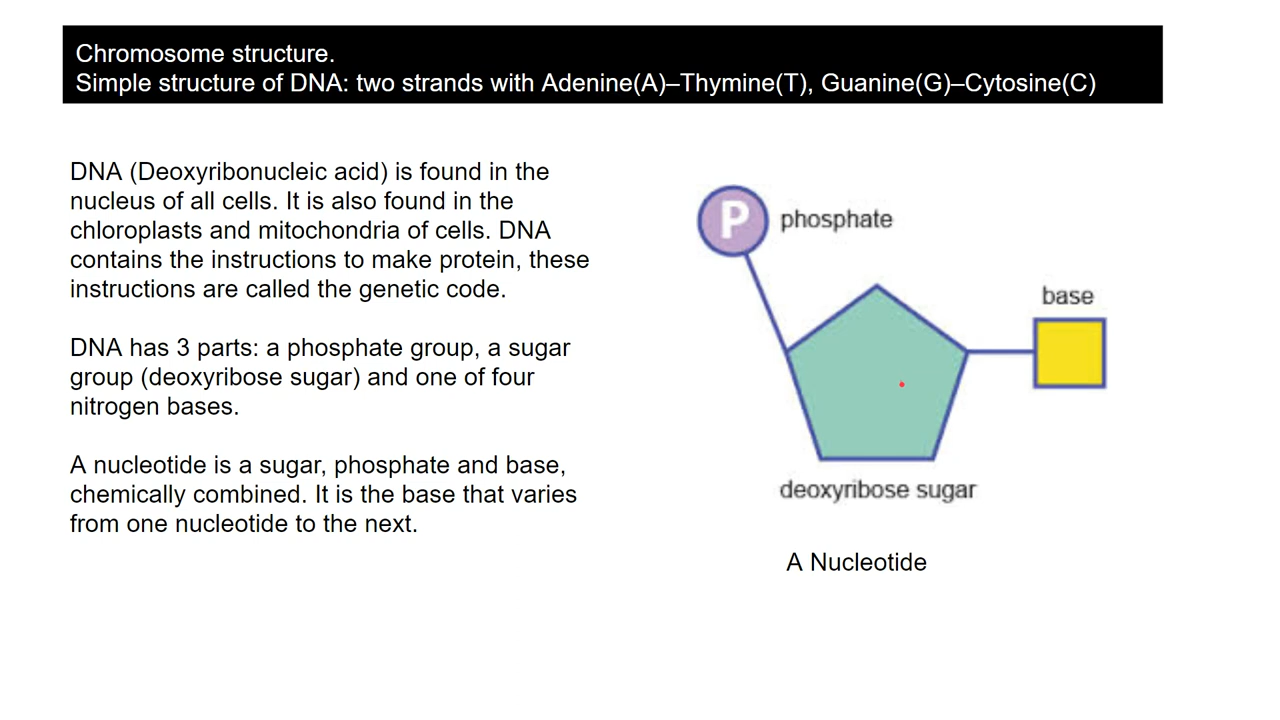 Chromosome structure.
Simple structure of DNA: two strands with Adenine(A)–Thymine(T), Guanine(G)–Cytosine(C)
DNA (Deoxyribonucleic acid) is found in the
nucleus of all cells. It is also found in the
chloroplasts and mitochondria of cells. DNA
contains the instructions to make protein, these
instructions are called the genetic code.
DNA has 3 parts: a phosphate group, a sugar
group (deoxyribose sugar) and one of four
nitrogen bases.
A nucleotide is a sugar, phosphate and base,
chemically combined. It is the base that varies
from one nucleotide to the next.
P phosphate
base
deoxyribose sugar
A Nucleotide